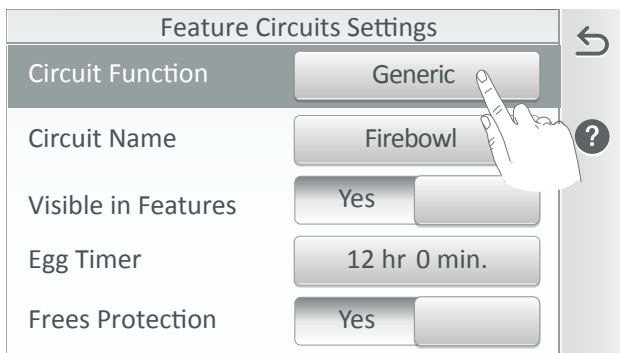 Feature Circuits Settings
Circuit Function Generic
Circuit Name Firebowl
?
Visible in Features Yes
Egg Timer 12 hr 0 min.
Frees Protection Yes